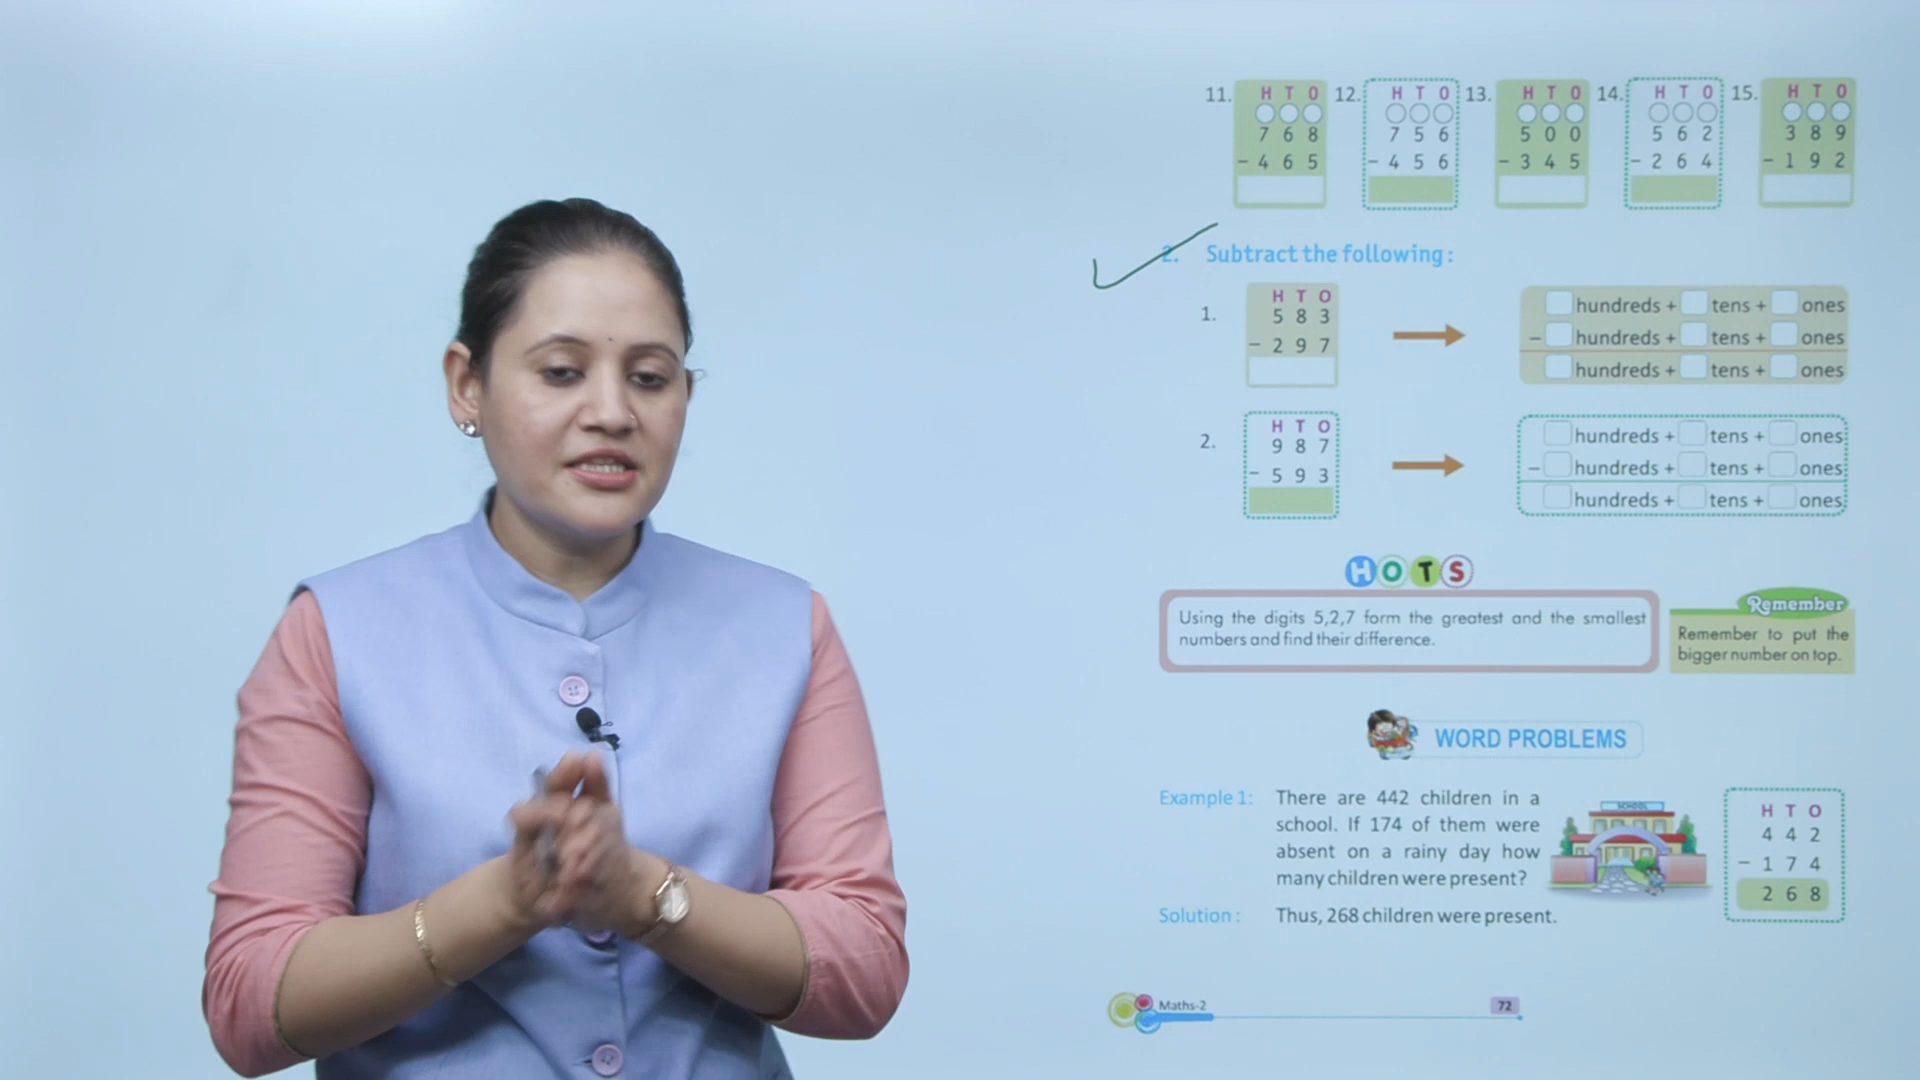 11. H T O 12. H T O 13. H T O 14. H T O 15. H T O
7 6 8 7 5 6 5 0 0 5 6 2 3 8 9
- 4 6 5 - 4 5 6 - 3 4 5 - 2 6 4 - 1 9 2
2. Subtract the following :
H T O
1. 5 8 3
- 2 9 7
hundreds + tens + ones
- hundreds + tens + ones
hundreds + tens + ones
H T O
2. 9 8 7
- 5 9 3
hundreds + tens + ones
- hundreds + tens + ones
hundreds + tens + ones
HOTS
Using the digits 5,2,7 form the greatest and the smallest
numbers and find their difference.
Remember
Remember to put the
bigger number on top.
WORD PROBLEMS
Example 1: There are 442 children in a
school. If 174 of them were
absent on a rainy day how
many children were present?
SCHOOL
H T O
4 4 2
- 1 7 4
2 6 8
Solution : Thus, 268 children were present.
Maths-2 72